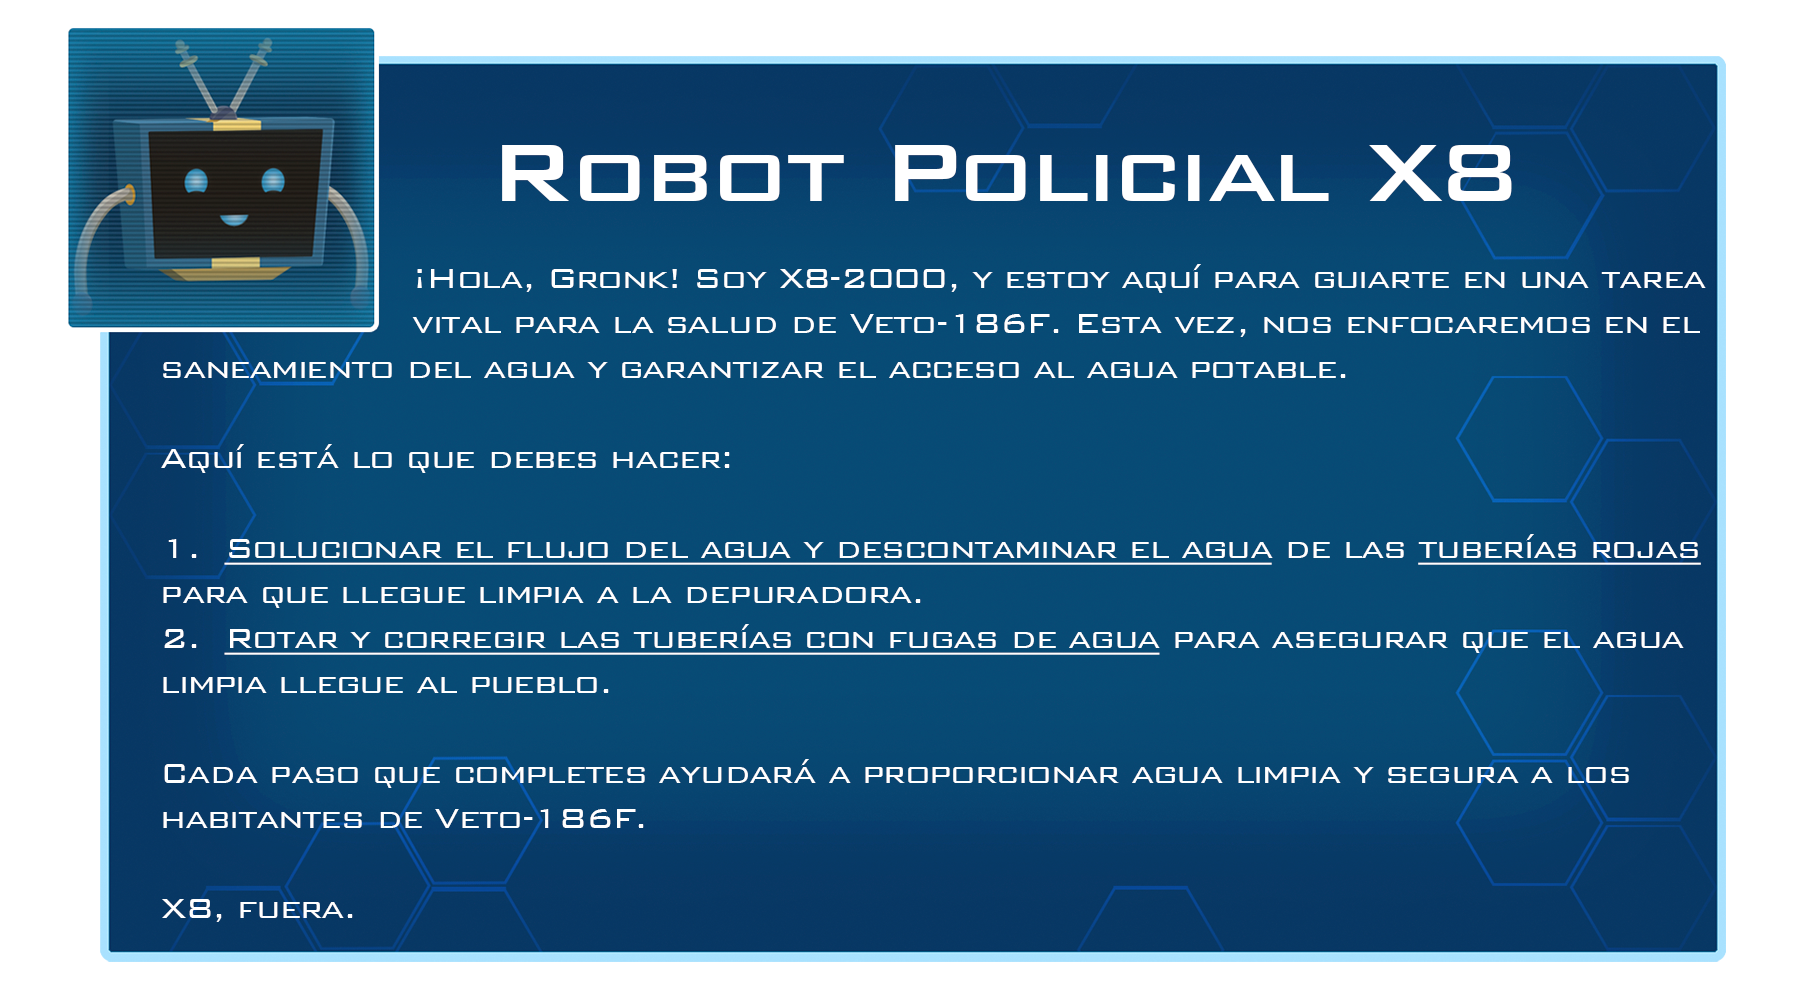 Robot Policial X8
¡Hola, Gronk! Soy X8-2000, y estoy aquí para guiarte en una tarea
vital para la salud de Veto-186F. Esta vez, nos enfocaremos en el
saneamiento del agua y garantizar el acceso al agua potable.
Aquí está lo que debes hacer:
1. Solucionar el flujo del agua y descontaminar el agua de las tuberías rojas
para que llegue limpia a la depuradora.
2. Rotar y corregir las tuberías con fugas de agua para asegurar que el agua
limpia llegue al pueblo.
Cada paso que completes ayudará a proporcionar agua limpia y segura a los
habitantes de Veto-186F.
X8, fuera.